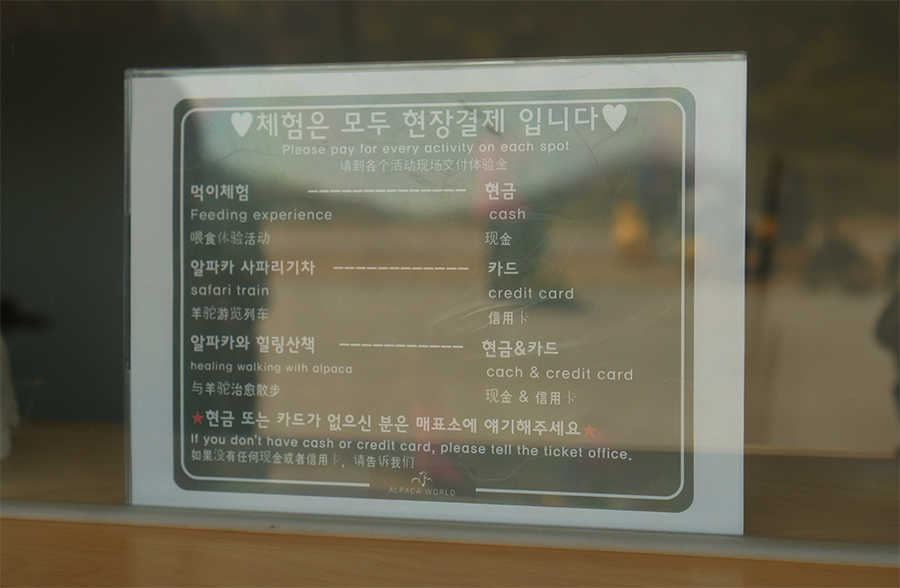 ♥체험은 모두 현장결제 입니다♥
Please pay for every activity on each spot
请到各个活动现场交付体验金
먹이체험 ---------------- 현금
Feeding experience cash
喂食体验活动 现金
알파카 사파리기차 ------------- 카드
safari train credit card
羊驼游览列车 信用卡
알파카와 힐링산책 ------------ 현금&카드
healing walking with alpaca cach & credit card
与羊驼治愈散步 现金 & 信用卡
★현금 또는 카드가 없으신 분은 매표소에 얘기해주세요★
If you don't have cash or credit card, please tell the ticket office.
如果没有任何现金或者信用卡，请告诉我们
ALPACA WORLD